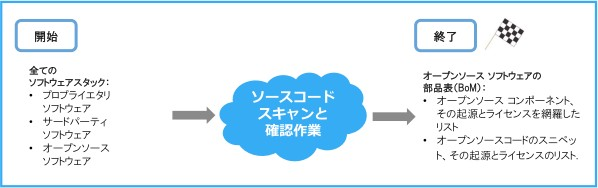 開始
終了
全ての
ソフトウェアスタック:
• プロプライエタリ
ソフトウェア
• サードパーティ
ソフトウェア
• オープンソース
ソフトウェア
ソースコード
スキャンと
確認作業
オープンソース ソフトウェアの
部品表(BoM):
• オープンソース コンポーネント、
その起源とライセンスを網羅した
リスト
• オープンソースコードのスニペッ
ト、その起源とライセンスのリスト.